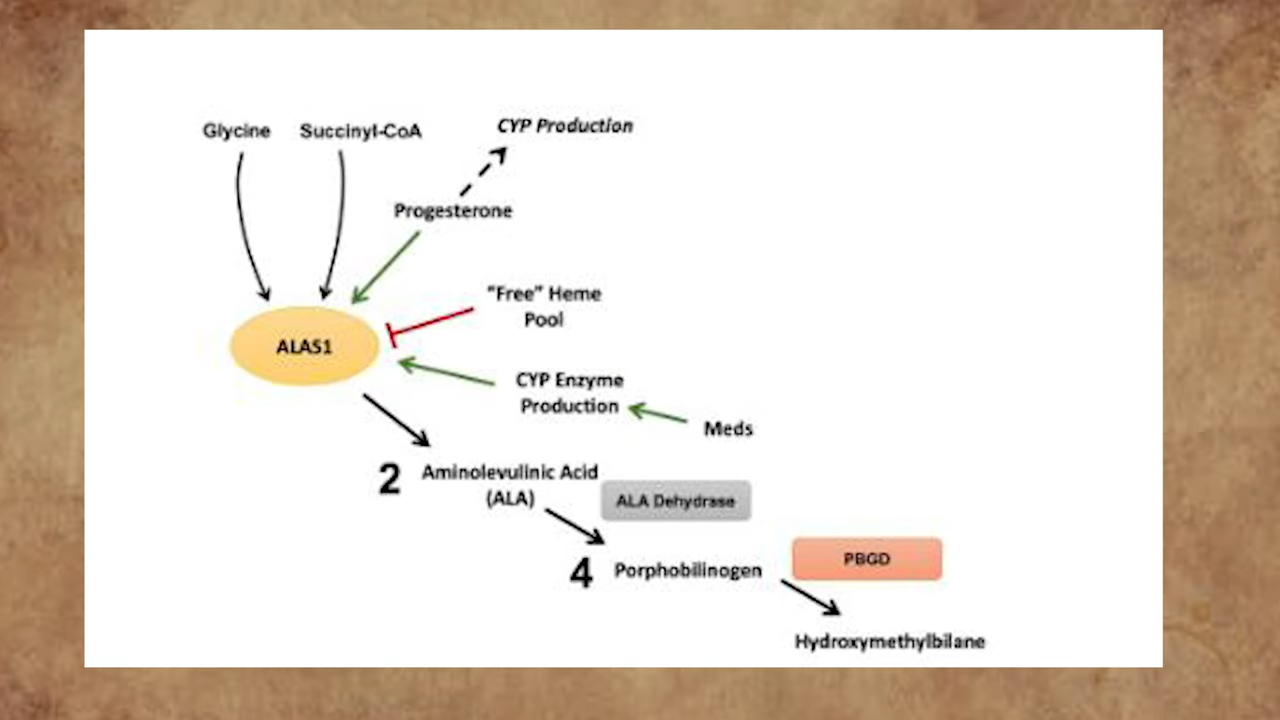 Glycine Succinyl-CoA CYP Production
Progesterone
"Free" Heme
Pool
ALAS1
CYP Enzyme
Production
Meds
2 Aminolevulinic Acid
(ALA)
ALA Dehydrase
4 Porphobilinogen
PBGD
Hydroxymethylbilane